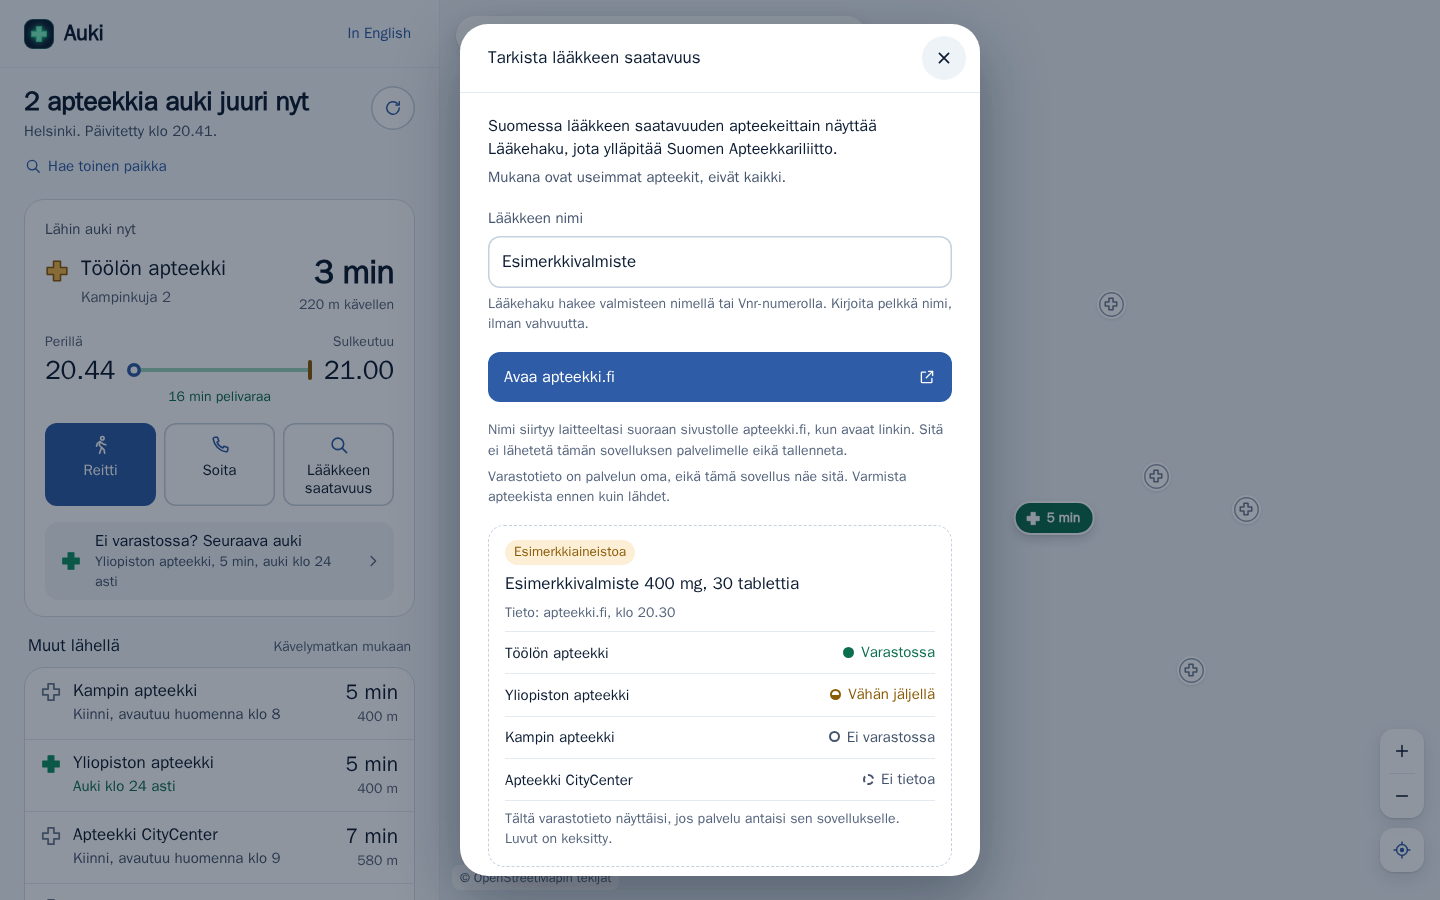 Auki
In English
2 apteekkia auki juuri nyt
Helsinki. Päivitetty klo 20.41.
Hae toinen paikka
Lähin auki nyt
Töölön apteekki
3 min
Kampinkuja 2
220 m kävellen
Perillä
Sulkeutuu
20.44
21.00
16 min pelivaraa
Reitti
Soita
Lääkkeen
saatavuus
Ei varastossa? Seuraava auki
Yliopiston apteekki, 5 min, auki klo 24
asti
Muut lähellä
Kävelymatkan mukaan
Kampin apteekki
5 min
Kiinni, avautuu huomenna klo 8
400 m
Yliopiston apteekki
5 min
Auki klo 24 asti
400 m
Apteekki CityCenter
7 min
Kiinni, avautuu huomenna klo 9
580 m
Tarkista lääkkeen saatavuus
Suomessa lääkkeen saatavuuden apteekeittain näyttää
Lääkehaku, jota ylläpitää Suomen Apteekkariliitto.
Mukana ovat useimmat apteekit, eivät kaikki.
Lääkkeen nimi
Esimerkkivalmiste
Lääkehaku hakee valmisteen nimellä tai Vnr-numerolla. Kirjoita pelkkä nimi,
ilman vahvuutta.
Avaa apteekki.fi
Nimi siirtyy laitteeltasi suoraan sivustolle apteekki.fi, kun avaat linkin. Sitä
ei lähetetä tämän sovelluksen palvelimelle eikä tallenneta.
Varastotieto on palvelun oma, eikä tämä sovellus näe sitä. Varmista
apteekista ennen kuin lähdet.
Esimerkkiaineistoa
Esimerkkivalmiste 400 mg, 30 tablettia
Tieto: apteekki.fi, klo 20.30
Töölön apteekki
Varastossa
Yliopiston apteekki
Vähän jäljellä
Kampin apteekki
Ei varastossa
Apteekki CityCenter
Ei tietoa
Tältä varastotieto näyttäisi, jos palvelu antaisi sen sovellukselle.
Luvut on keksitty.
5 min
© OpenStreetMapin tekijät